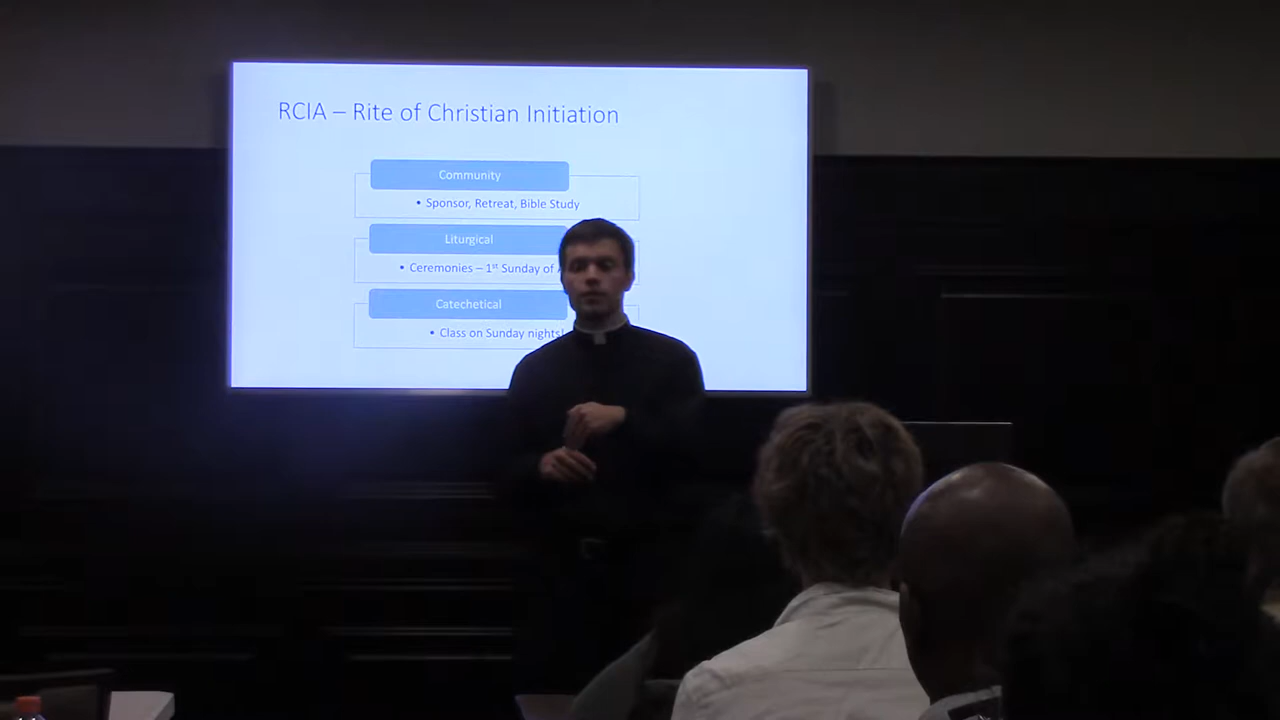 RCIA – Rite of Christian Initiation
Community
• Sponsor, Retreat, Bible Study
Liturgical
• Ceremonies – 1st Sunday of
Catechetical
• Class on Sunday nights!